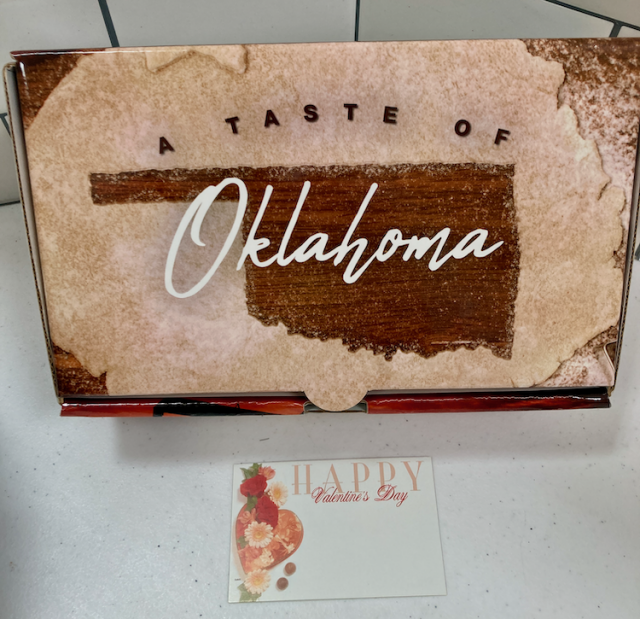 A TASTE OF
Oklahoma
HAPPY
Valentine's Day